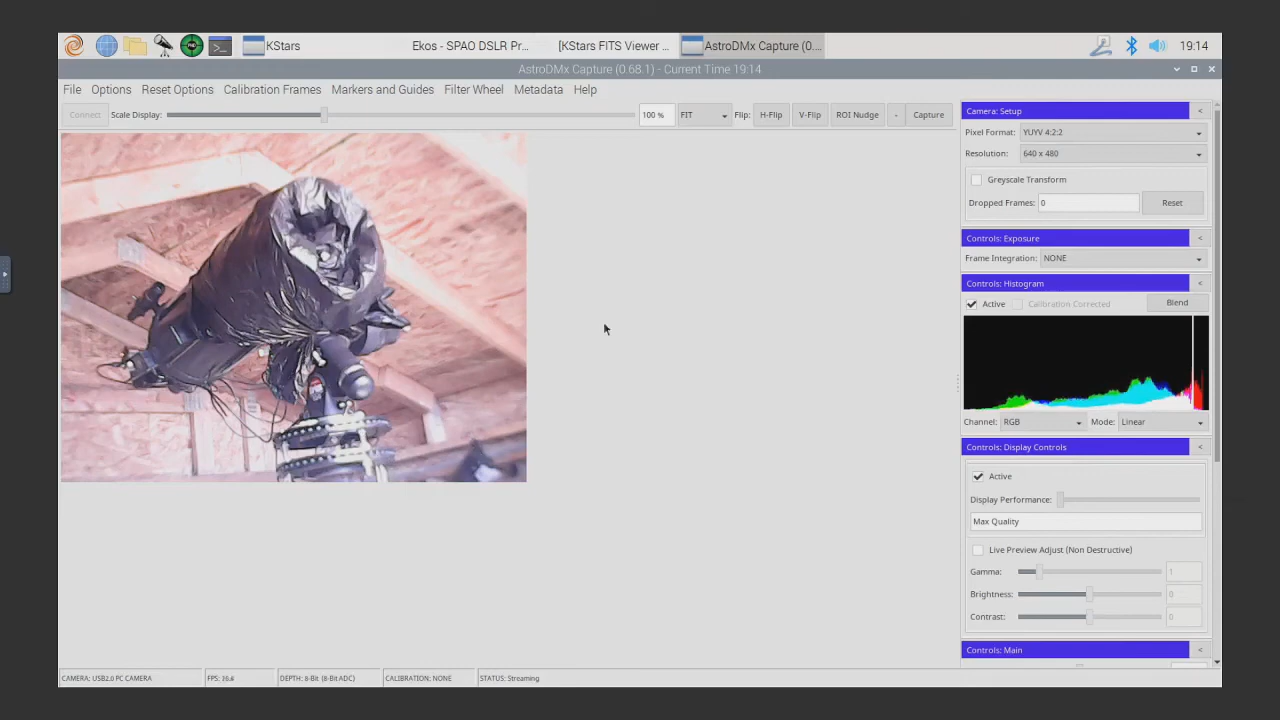 KStars Ekos - SPAO DSLR Pr... [KStars FITS Viewer ... AstroDMx Capture (0.... 19:14
AstroDMx Capture (0.68.1) - Current Time 19:14
File Options Reset Options Calibration Frames Markers and Guides Filter Wheel Metadata Help
Connect Scale Display: 100 % FIT Flip: H-Flip V-Flip ROI Nudge - Capture
Camera: Setup <
Pixel Format: YUYV 4:2:2
Resolution: 640 x 480
Greyscale Transform
Dropped Frames: 0 Reset
Controls: Exposure <
Frame Integration: NONE
Controls: Histogram <
Active Calibration Corrected Blend
Channel: RGB Mode: Linear
Controls: Display Controls <
Active
Display Performance:
Max Quality
Live Preview Adjust (Non Destructive)
Gamma: 1
Brightness: 0
Contrast: 0
Controls: Main <
CAMERA: USB2.0 PC CAMERA FPS: DEPTH: 8-Bit (8-Bit ADC) CALIBRATION: NONE STATUS: Streaming